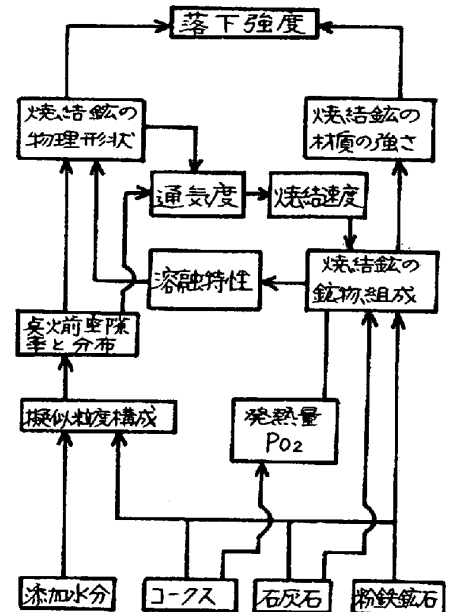 落下強度
焼結鉱の
物理形状
焼結鉱の
材質の強さ
通気度
焼結速度
溶融特性
焼結鉱の
鉱物組成
点火前空隙
率と分布
擬似粒度構成
発熱量
PO2
添加水分
コークス
石灰石
粉鉄鉱石